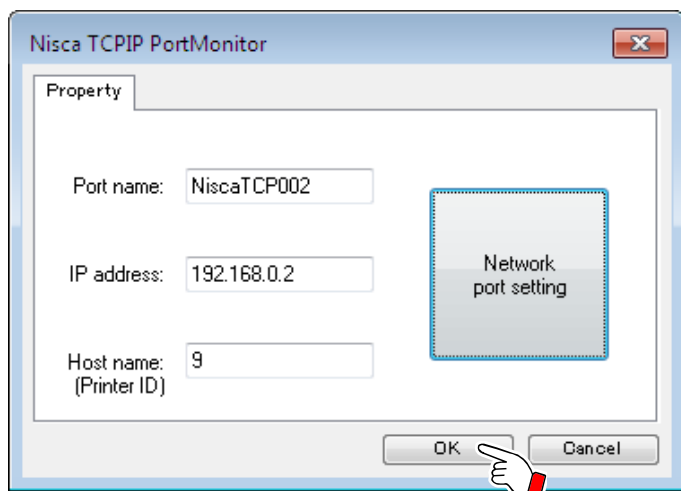 Nisca TCPIP PortMonitor
Property
Port name: NiscaTCP002
IP address: 192.168.0.2
Host name: 9
(Printer ID)
Network
port setting
OK Cancel